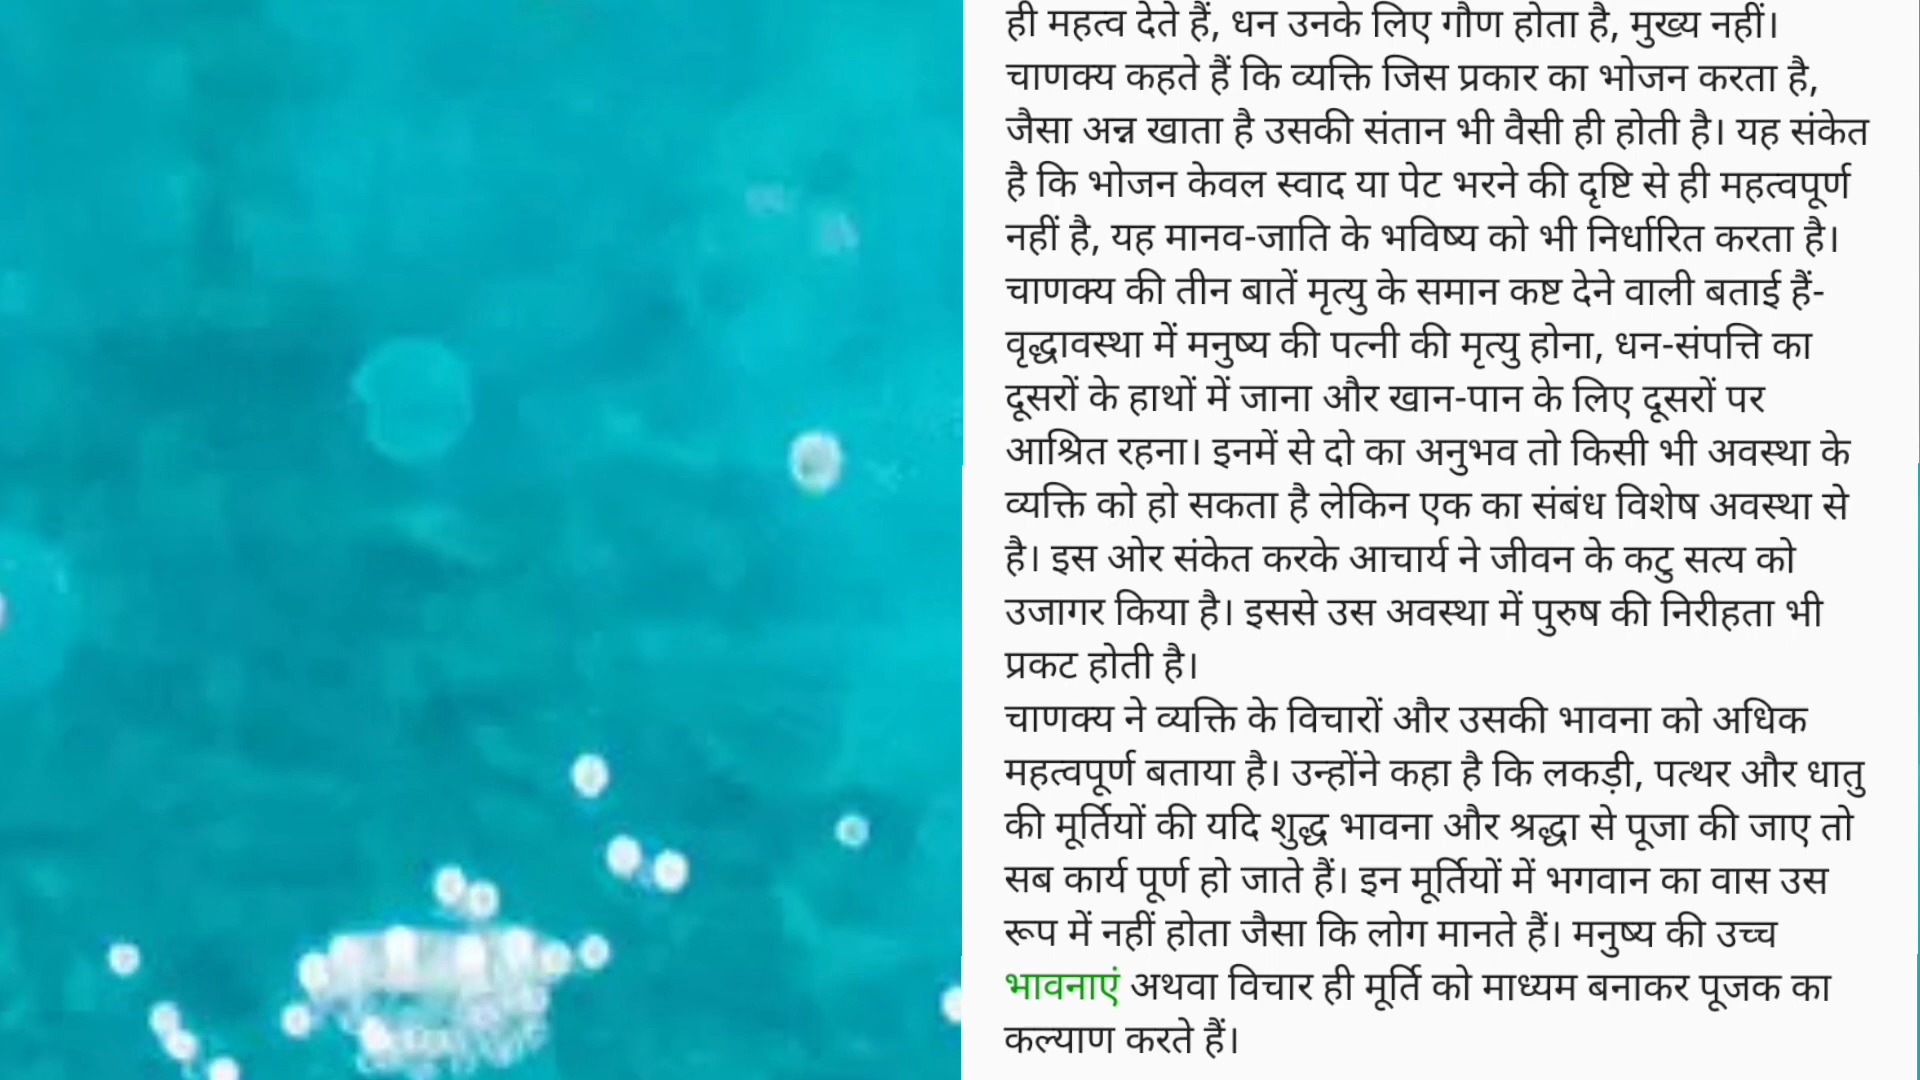 ही महत्व देते हैं, धन उनके लिए गौण होता है, मुख्य नहीं।
चाणक्य कहते हैं कि व्यक्ति जिस प्रकार का भोजन करता है,
जैसा अन्न खाता है उसकी संतान भी वैसी ही होती है। यह संकेत
है कि भोजन केवल स्वाद या पेट भरने की दृष्टि से ही महत्वपूर्ण
नहीं है, यह मानव-जाति के भविष्य को भी निर्धारित करता है।
चाणक्य की तीन बातें मृत्यु के समान कष्ट देने वाली बताई हैं-
वृद्धावस्था में मनुष्य की पत्नी की मृत्यु होना, धन-संपत्ति का
दूसरों के हाथों में जाना और खान-पान के लिए दूसरों पर
आश्रित रहना। इनमें से दो का अनुभव तो किसी भी अवस्था के
व्यक्ति को हो सकता है लेकिन एक का संबंध विशेष अवस्था से
है। इस ओर संकेत करके आचार्य ने जीवन के कटु सत्य को
उजागर किया है। इससे उस अवस्था में पुरुष की निरीहता भी
प्रकट होती है।
चाणक्य ने व्यक्ति के विचारों और उसकी भावना को अधिक
महत्वपूर्ण बताया है। उन्होंने कहा है कि लकड़ी, पत्थर और धातु
की मूर्तियों की यदि शुद्ध भावना और श्रद्धा से पूजा की जाए तो
सब कार्य पूर्ण हो जाते हैं। इन मूर्तियों में भगवान का वास उस
रूप में नहीं होता जैसा कि लोग मानते हैं। मनुष्य की उच्च
भावनाएं अथवा विचार ही मूर्ति को माध्यम बनाकर पूजक का
कल्याण करते हैं।